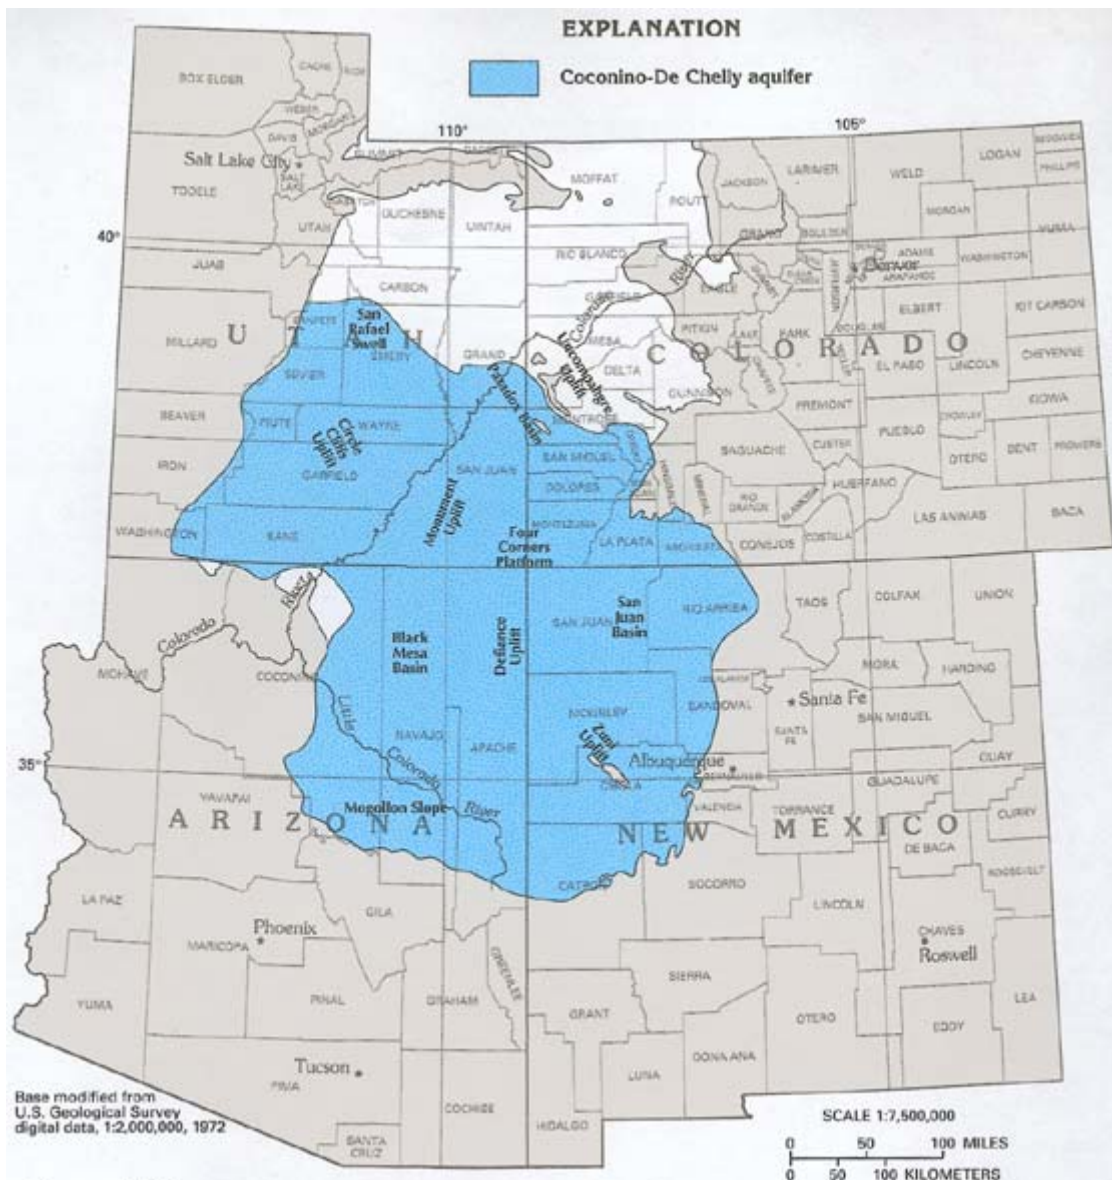 EXPLANATION
Coconino-De Chelly aquifer
110°
105°
BOX ELDER
CACHE
RICH
WEBER
DAVIS
MORGAN
SUMMIT
Salt Lake City
SALT LAKE
TOOELE
UTAH
DUCHESNE
UINTAH
MOFFAT
ROUTT
JACKSON
LARIMER
WELD
LOGAN
PHILLIPS
MORGAN
YUMA
40°
JUAB
RIO BLANCO
GRAND
BOULDER
ADAMS
WASHINGTON
Denver
ARAPAHOE
CARBON
River
EAGLE
Colorado
ELBERT
KIT CARSON
MILLARD
San
Rafael
Swell
EMERY
GRAND
MESA
PITKIN
LAKE
PARK
DOUGLAS
UTAH
COLORADO
SEVIER
DELTA
GUNNISON
EL PASO
LINCOLN
CHEYENNE
Uncompahgre
Uplift
Paradox Basin
BEAVER
PIUTE
WAYNE
FREMONT
KIOWA
Circle
Cliffs
Uplift
SAGUACHE
CUSTER
PUEBLO
CROWLEY
OTERO
BENT
PROWERS
IRON
GARFIELD
SAN JUAN
SAN MIGUEL
DOLORES
HINSDALE
MINERAL
RIO
GRANDE
ALAMOSA
HUERFANO
Monument
Uplift
WASHINGTON
KANE
MONTEZUMA
LA PLATA
ARCHULETA
CONEJOS
COSTILLA
LAS ANIMAS
BACA
Four
Corners
Platform
River
Colorado
San
Juan
Basin
SAN JUAN
RIO ARRIBA
TAOS
COLFAX
UNION
Black
Mesa
Basin
Defiance
Uplift
MOHAVE
COCONINO
MORA
HARDING
SANDOVAL
Santa Fe
SANTA
FE
SAN MIGUEL
Little
Colorado
River
NAVAJO
APACHE
MCKINLEY
Zuni
Uplift
Albuquerque
CIBOLA
QUAY
35°
GUADALUPE
YAVAPAI
Mogollon Slope
VALENCIA
TORRANCE
CURRY
ARIZONA
NEW MEXICO
DE BACA
ROOSEVELT
LA PAZ
GILA
CATRON
SOCORRO
LINCOLN
Phoenix
MARICOPA
CHAVES
Roswell
GREENLEE
SIERRA
YUMA
PINAL
GRAHAM
GRANT
OTERO
EDDY
LEA
Tucson
PIMA
LUNA
DONA ANA
COCHISE
HIDALGO
SANTA
CRUZ
Base modified from
U.S. Geological Survey
digital data, 1:2,000,000, 1972
SCALE 1:7,500,000
0 50 100 MILES
0 50 100 KILOMETERS